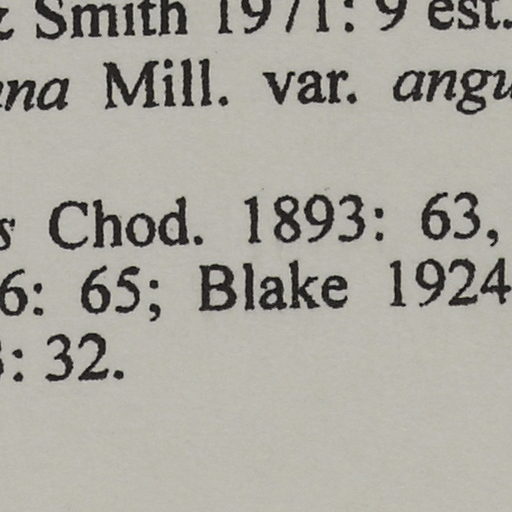 Smith 1971: 9 est.
Mill. var.
Chod. 1893: 63,
6: 65; Blake 1924
: 32.